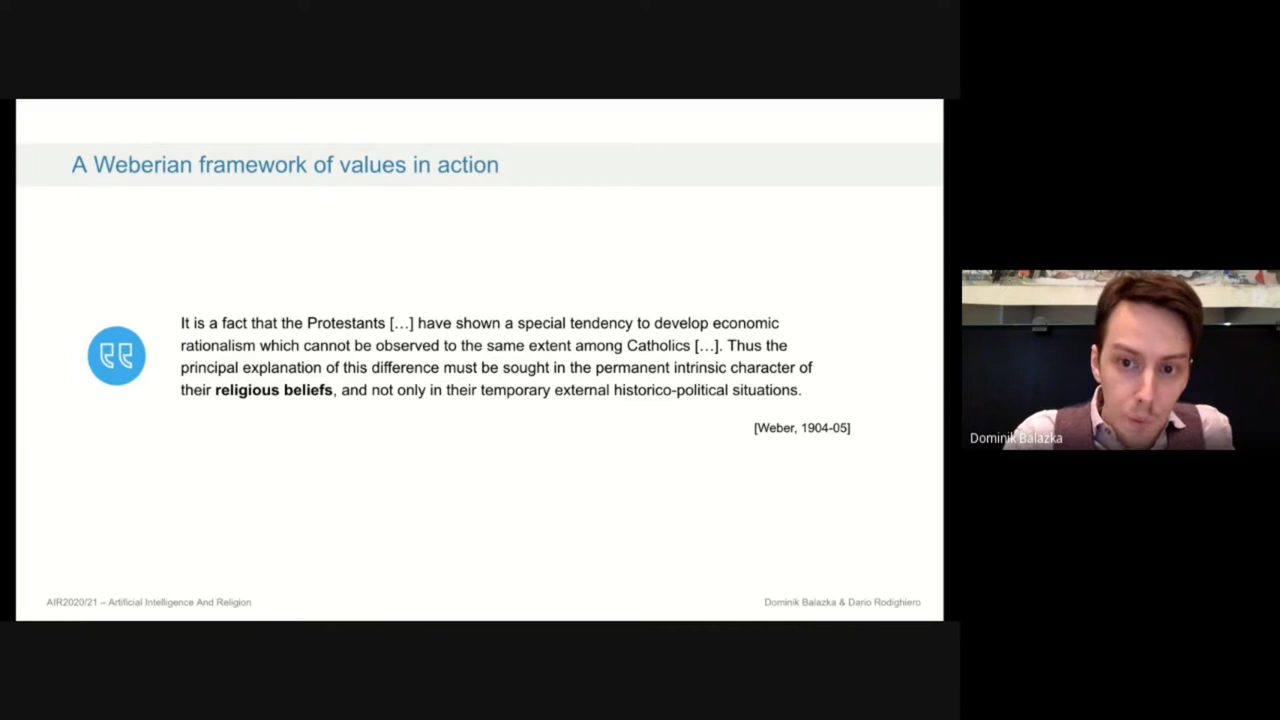 A Weberian framework of values in action
It is a fact that the Protestants […] have shown a special tendency to develop economic
rationalism which cannot be observed to the same extent among Catholics […]. Thus the
principal explanation of this difference must be sought in the permanent intrinsic character of
their religious beliefs, and not only in their temporary external historico-political situations.
[Weber, 1904-05]
Dominik Balazka
AIR2020/21 – Artificial Intelligence And Religion
Dominik Balazka & Dario Rodighiero